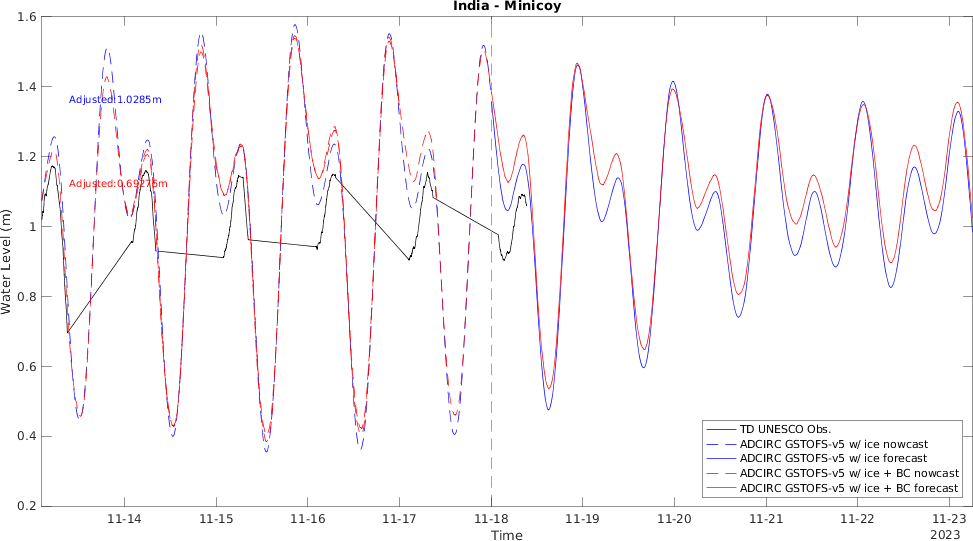 India - Minicoy
1.6
1.4
1.2
1
0.8
0.6
0.4
0.2
Water Level (m)
Adjusted:1.0285m
Adjusted:0.69275m
TD UNESCO Obs.
ADCIRC GSTOFS-v5 w/ ice nowcast
ADCIRC GSTOFS-v5 w/ ice forecast
ADCIRC GSTOFS-v5 w/ ice + BC nowcast
ADCIRC GSTOFS-v5 w/ ice + BC forecast
11-14 11-15 11-16 11-17 11-18 11-19 11-20 11-21 11-22 11-23
Time
2023